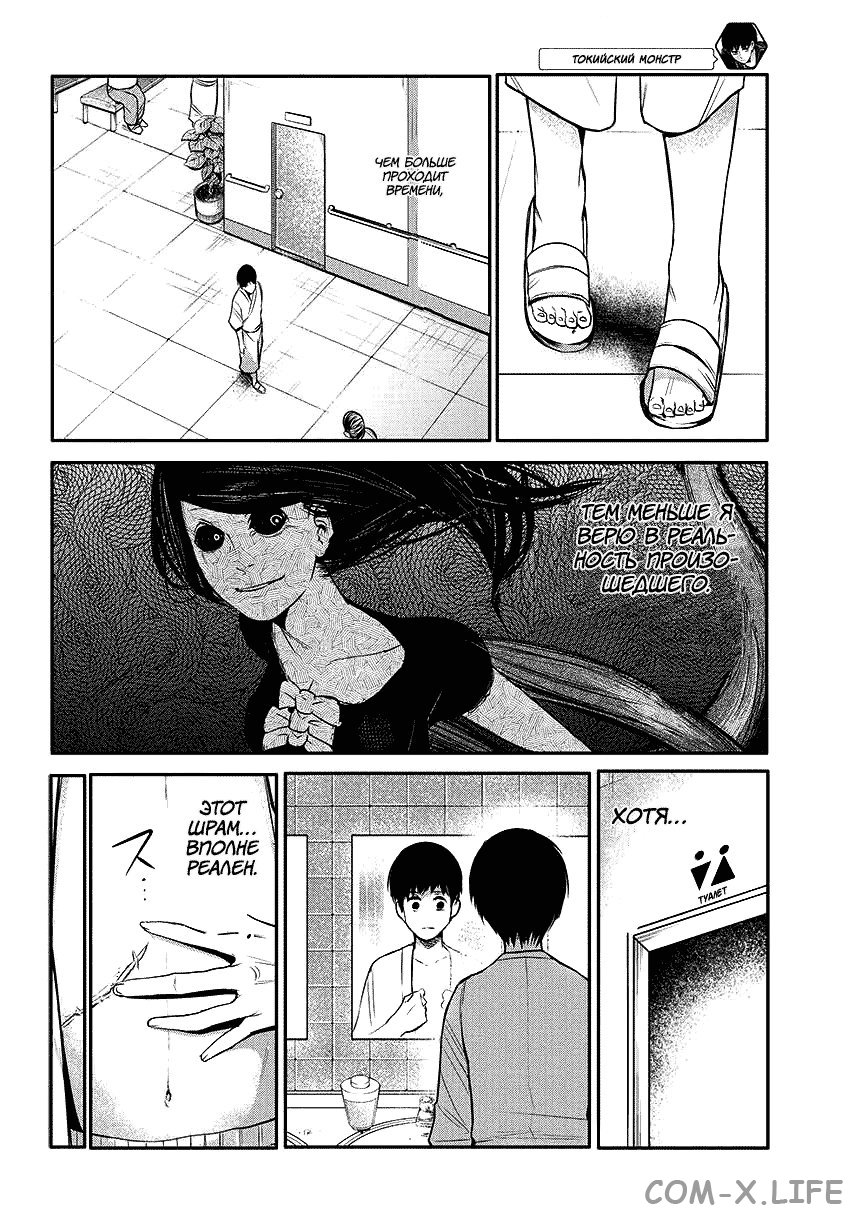 ТОКИЙСКИЙ МОНСТР
ЧЕМ БОЛЬШЕ
ПРОХОДИТ
ВРЕМЕНИ,
ТЕМ МЕНЬШЕ Я
ВЕРЮ В РЕАЛЬ-
НОСТЬ ПРОИЗО-
ШЕДШЕГО.
ХОТЯ...
ТУАЛЕТ
ЭТОТ
ШРАМ...
ВПОЛНЕ
РЕАЛЕН.
ス...
COM-X.LIFE